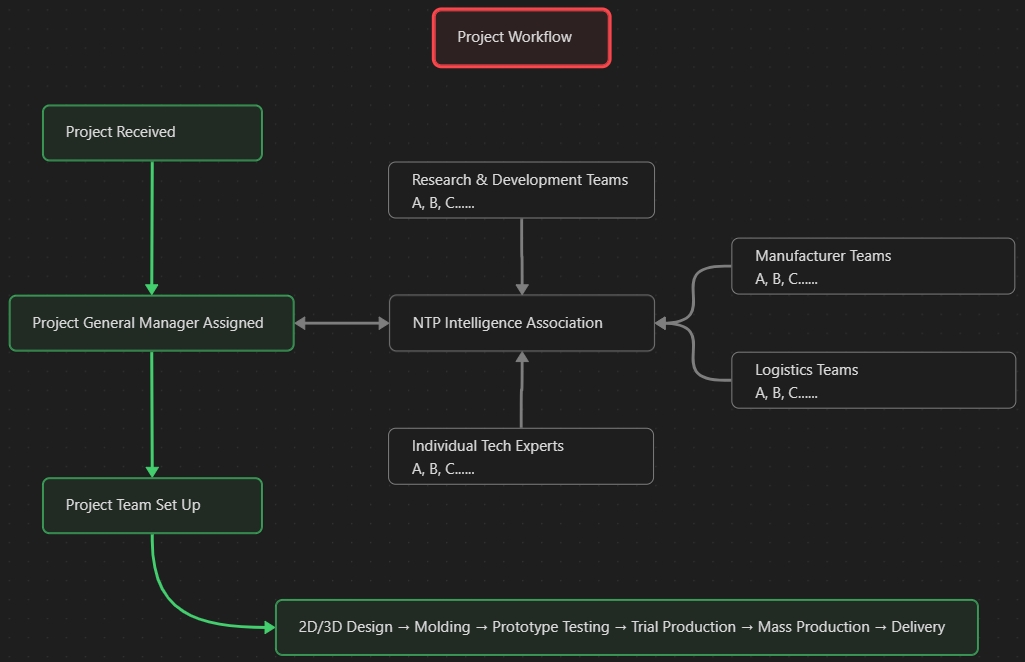 Project Workflow
Project Received
Research & Development Teams
A, B, C......
Manufacturer Teams
A, B, C......
Project General Manager Assigned
NTP Intelligence Association
Logistics Teams
A, B, C......
Individual Tech Experts
A, B, C......
Project Team Set Up
2D/3D Design → Molding → Prototype Testing → Trial Production → Mass Production → Delivery